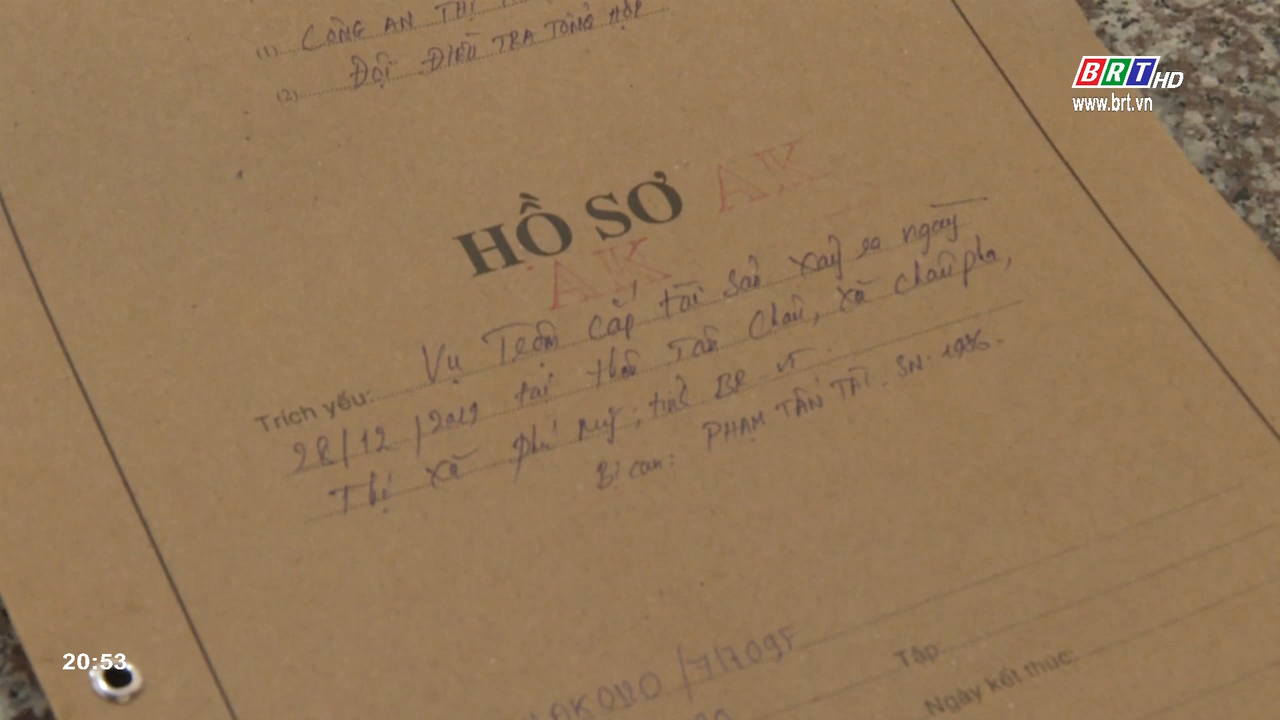 (1) CÔNG AN THỊ
(2) ĐỘI ĐIỀU TRA TỔNG HỢP
BRT HD
www.brt.vn
HỒ SƠ AK
AK
Trích yếu: Vụ Trộm cắp tài sản xảy ra ngày
28/12/2019 tại thôn Tân Châu, xã Châu pha,
Thị xã phú mỹ, tỉnh BR VT.
Bị can: PHẠM TẤN TÀI. SN. 1986.
Tập:
Ngày kết thúc:
20:53